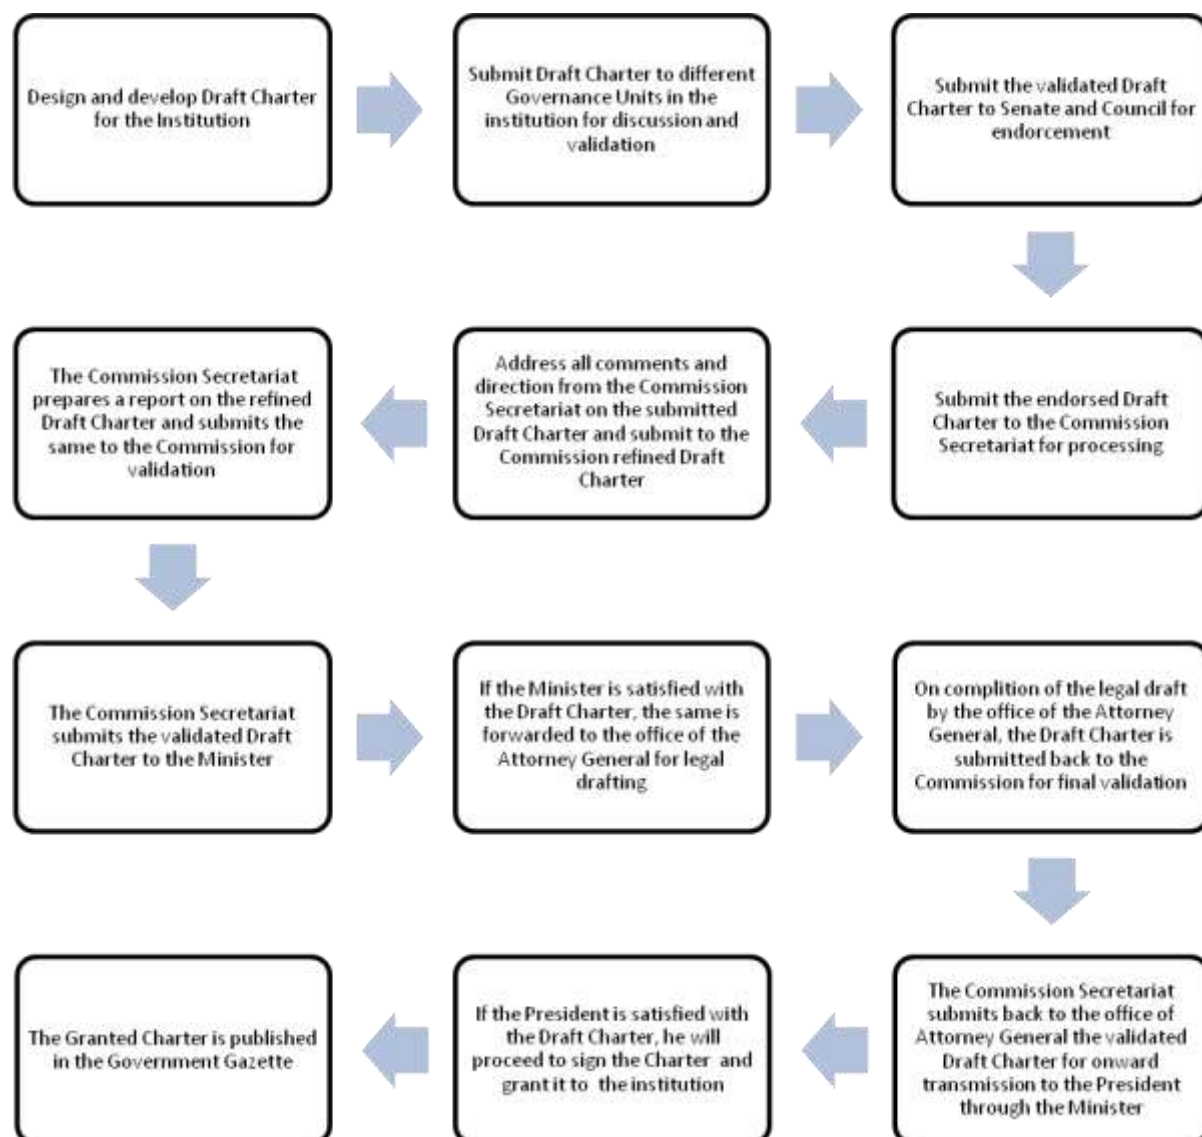 Design and develop Draft Charter
for the Institution
Submit Draft Charter to different
Governance Units in the
institution for discussion and
validation
Submit the validated Draft
Charter to Senate and Council for
endorcement
Submit the endorsed Draft
Charter to the Commission
Secretariat for processing
Address all comments and
direction from the Commission
Secretariat on the submitted
Draft Charter and submit to the
Commission refined Draft
Charter
The Commission Secretariat
prepares a report on the refined
Draft Charter and submits the
same to the Commission for
validation
The Commission Secretariat
submits the validated Draft
Charter to the Minister
If the Minister is satisfied with
the Draft Charter, the same is
forwarded to the office of the
Attorney General for legal
drafting
On complition of the legal draft
by the office of the Attorney
General, the Draft Charter is
submitted back to the
Commission for final validation
The Commission Secretariat
submits back to the office of
Attorney General the validated
Draft Charter for onward
transmission to the President
through the Minister
If the President is satisfied with
the Draft Charter, he will
proceed to sign the Charter and
grant it to the institution
The Granted Charter is published
in the Government Gazette